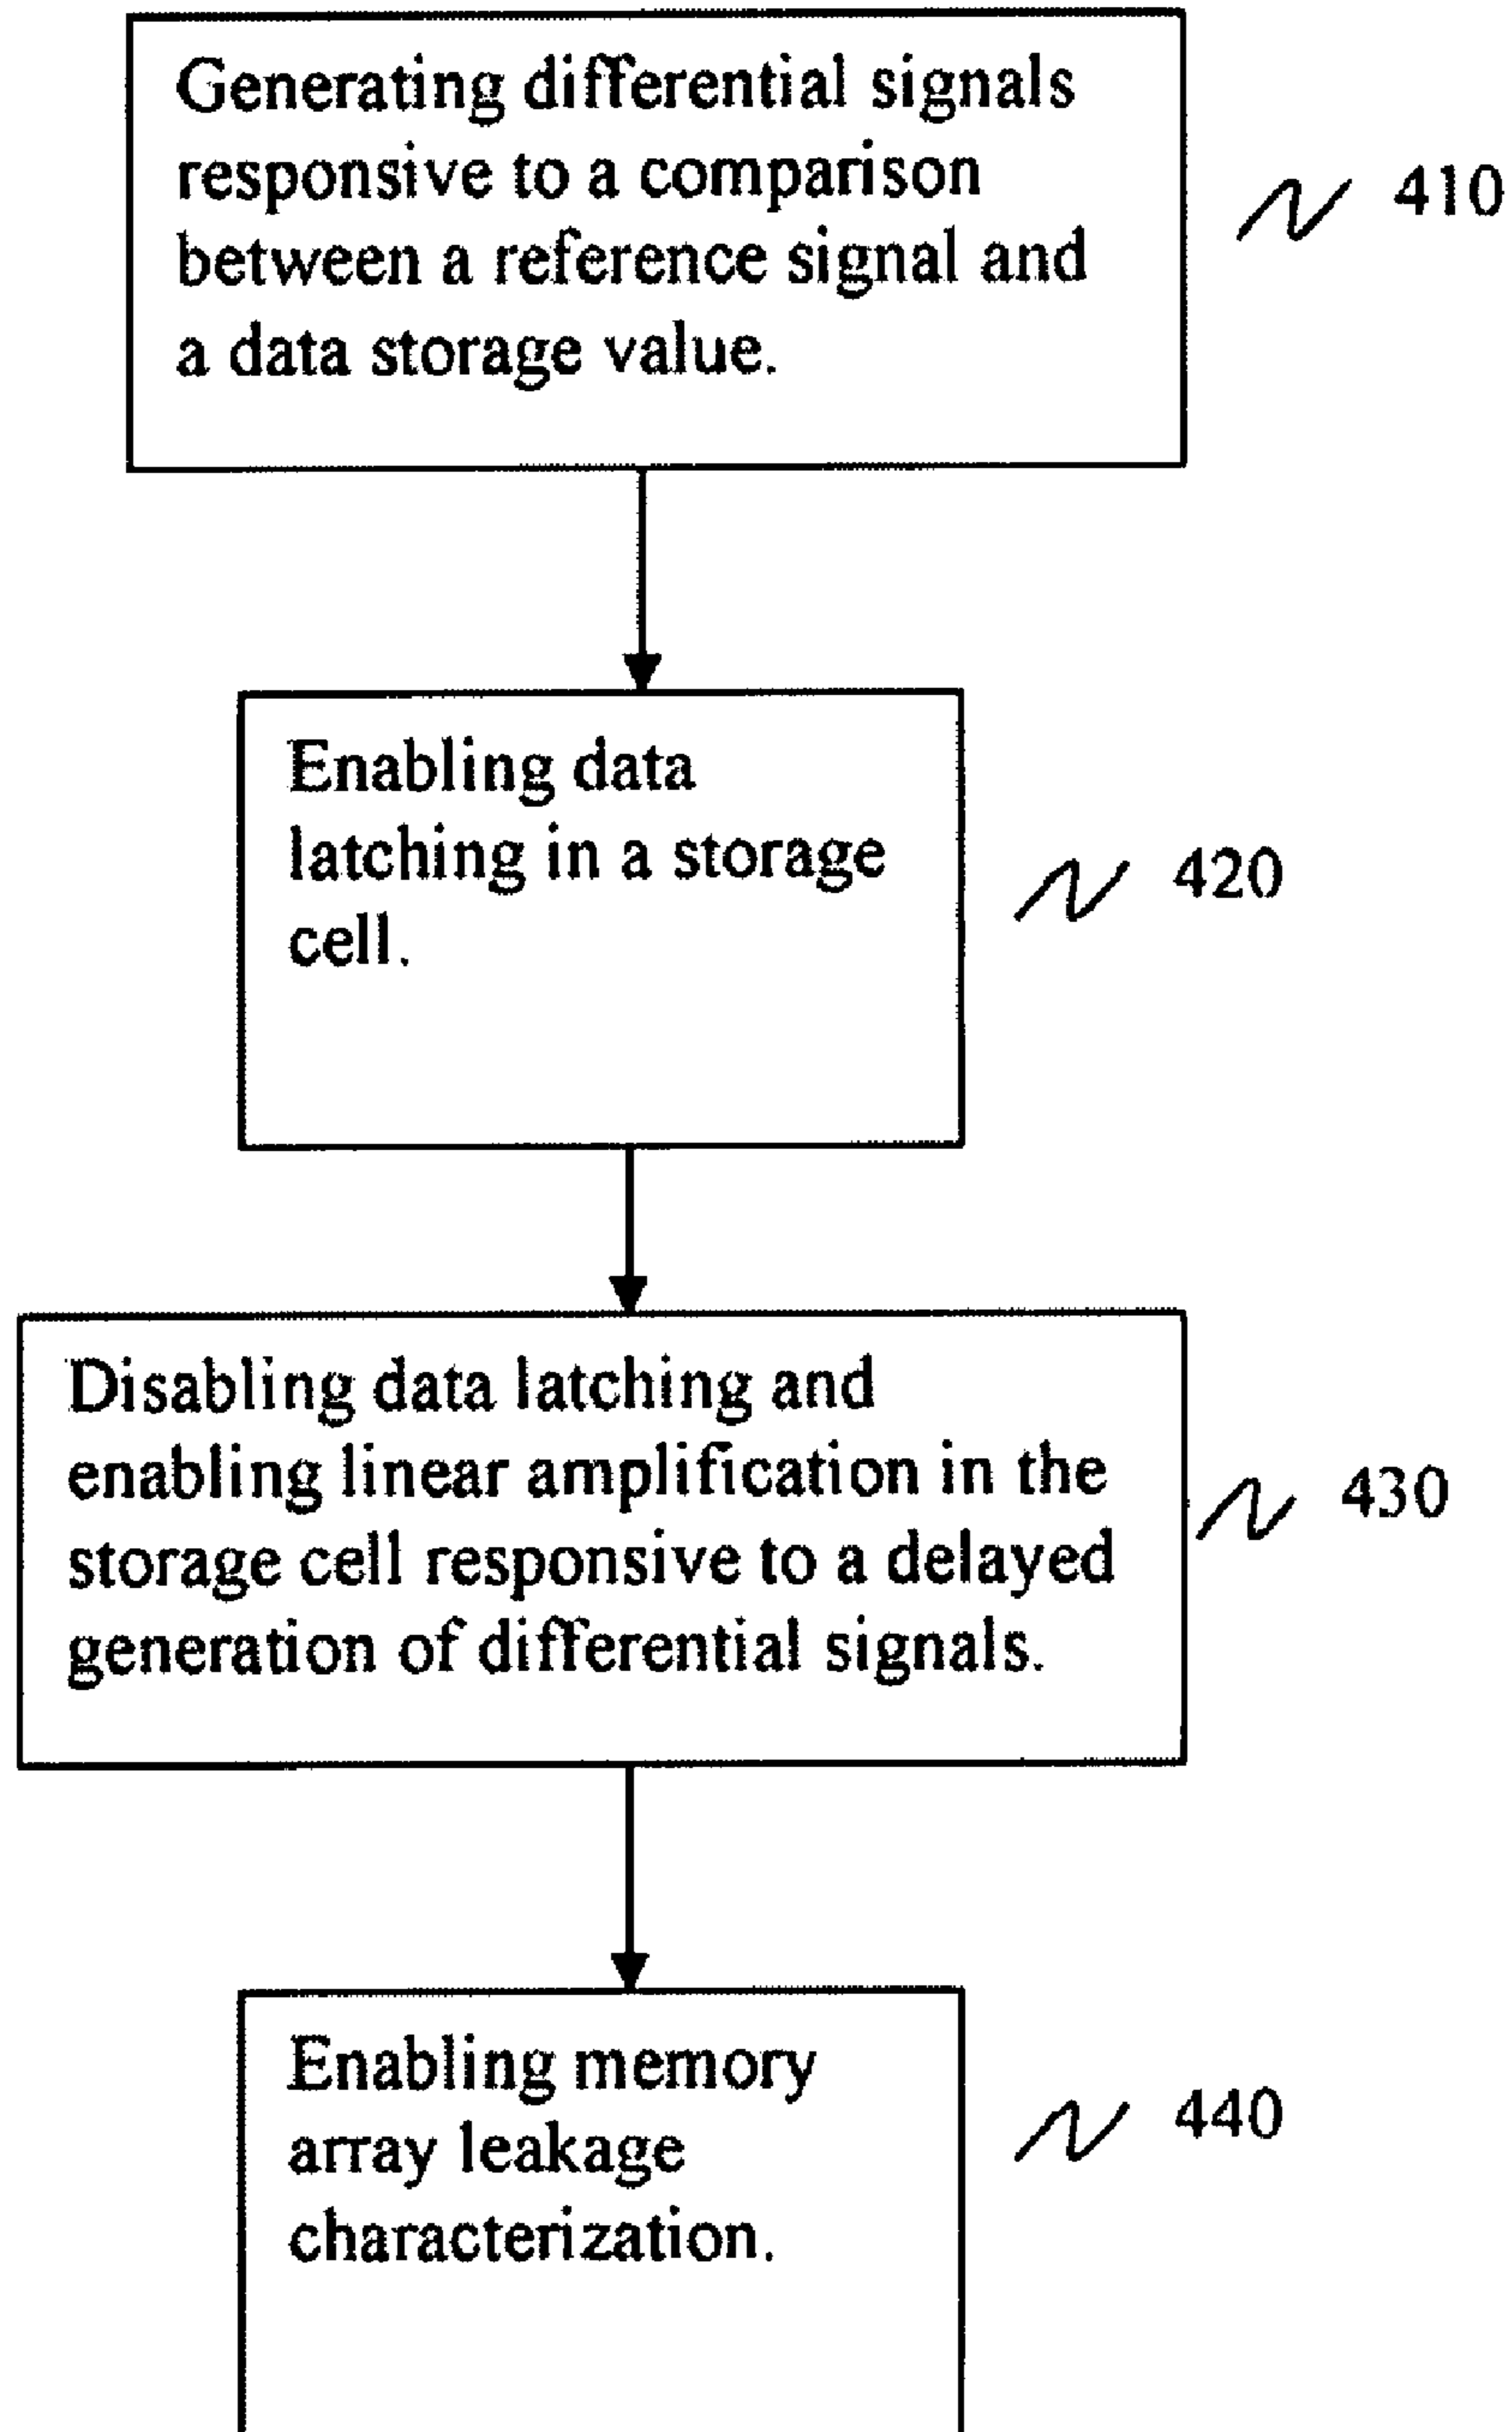 Generating differential signals
responsive to a comparison
between a reference signal and
a data storage value.
410
Enabling data
latching in a storage
cell.
420
Disabling data latching and
enabling linear amplification in the
storage cell responsive to a delayed
generation of differential signals.
430
Enabling memory
array leakage
characterization.
440